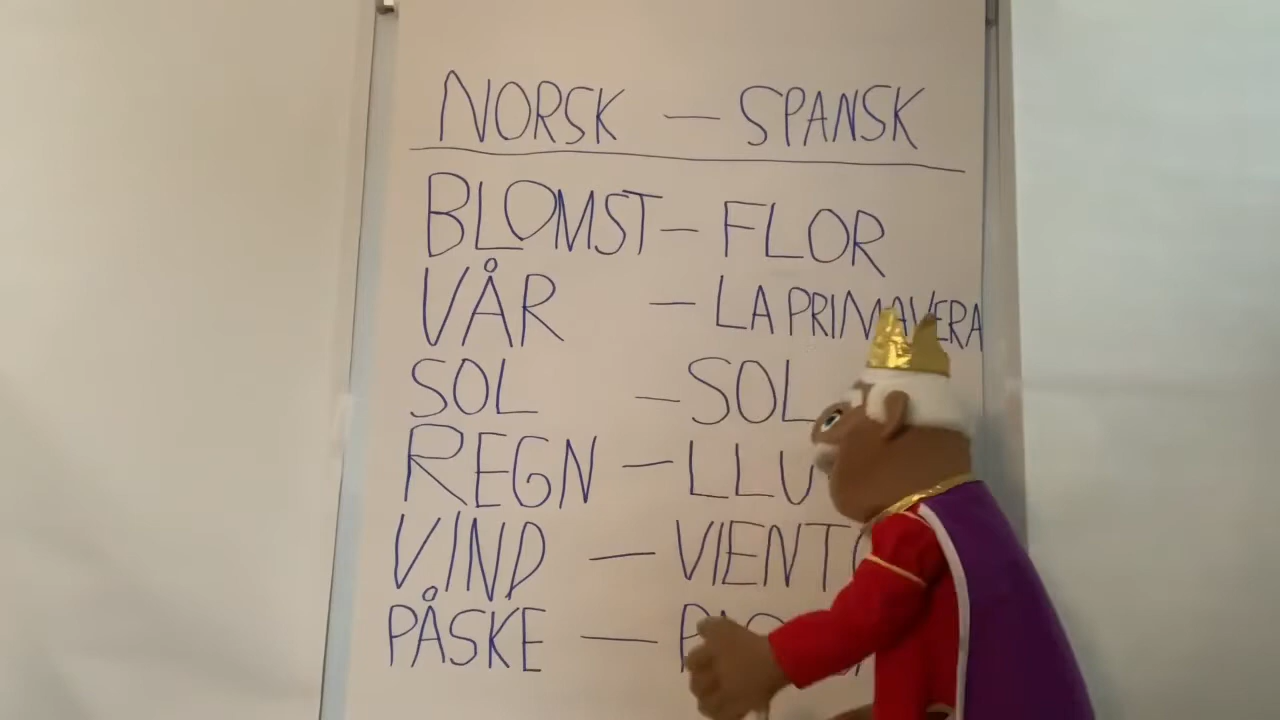 NORSK — SPANSK
BLOMST — FLOR
VÅR — LA PRIMAVERA
SOL — SOL
REGN —
VIND — VIENTO
PÅSKE —